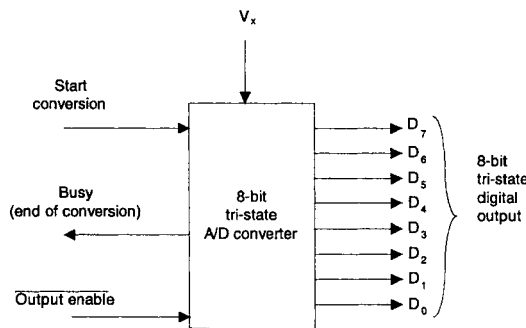 Vx
Start
conversion
Busy
(end of conversion)
Output enable
8-bit
tri-state
A/D converter
D7
D6
D5
D4
D3
D2
D1
D0
8-bit
tri-state
digital
output